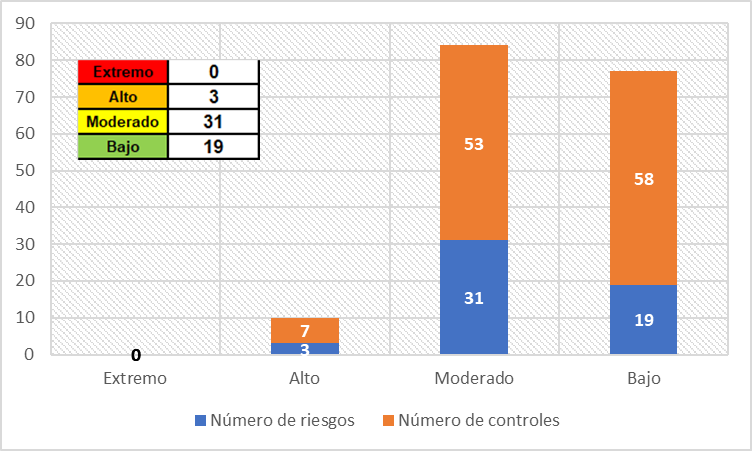 90
80
70
60
50
40
30
20
10
0
Extremo 0
Alto 3
Moderado 31
Bajo 19
0
7
3
53
31
58
19
Extremo Alto Moderado Bajo
Número de riesgos Número de controles